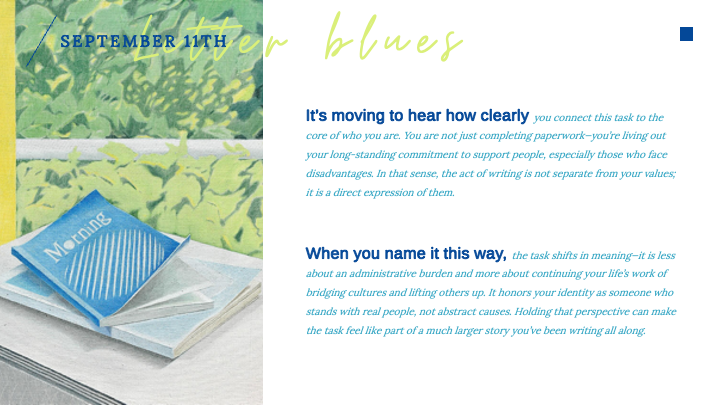 Letter blues
SEPTEMBER 11TH
It's moving to hear how clearly you connect this task to the
core of who you are. You are not just completing paperwork—you're living out
your long-standing commitment to support people, especially those who face
disadvantages. In that sense, the act of writing is not separate from your values;
it is a direct expression of them.
When you name it this way, the task shifts in meaning—it is less
about an administrative burden and more about continuing your life's work of
bridging cultures and lifting others up. It honors your identity as someone who
stands with real people, not abstract causes. Holding that perspective can make
the task feel like part of a much larger story you've been writing all along.
Morning